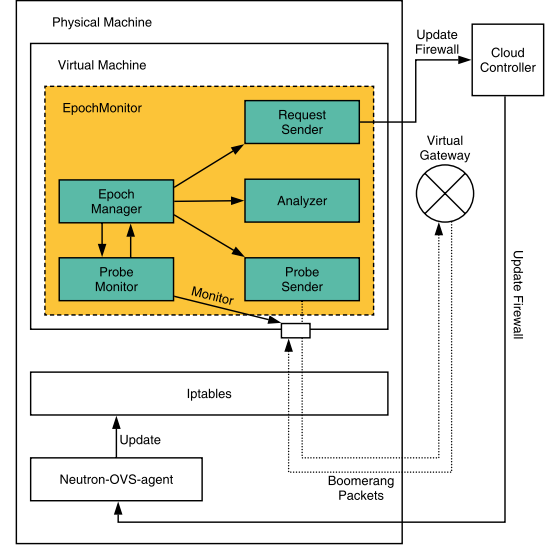 Physical Machine
Virtual Machine
EpochMonitor
Request
Sender
Update
Firewall
Cloud
Controller
Virtual
Gateway
Epoch
Manager
Analyzer
Probe
Monitor
Probe
Sender
Monitor
Update Firewall
Iptables
Update
Neutron-OVS-agent
Boomerang
Packets